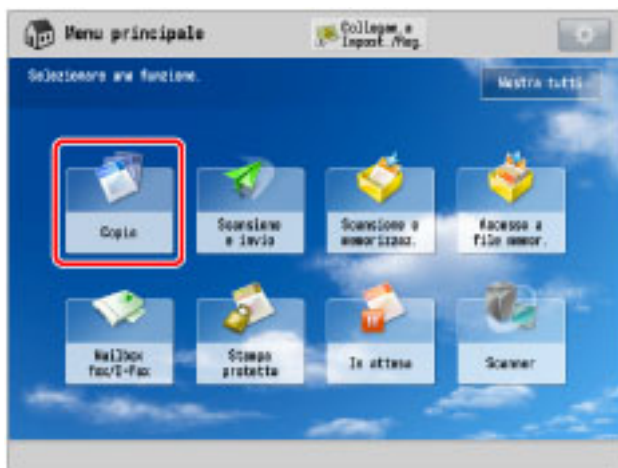 Menu principale
Collegam. a
Impost./Reg.
Selezionare una funzione.
Mostra tutti
Copia
Scansione
e invio
Scansione e
memorizzaz.
Accesso a
file memor.
Mailbox
fax/I-Fax
Stampa
protetta
In attesa
Scanner